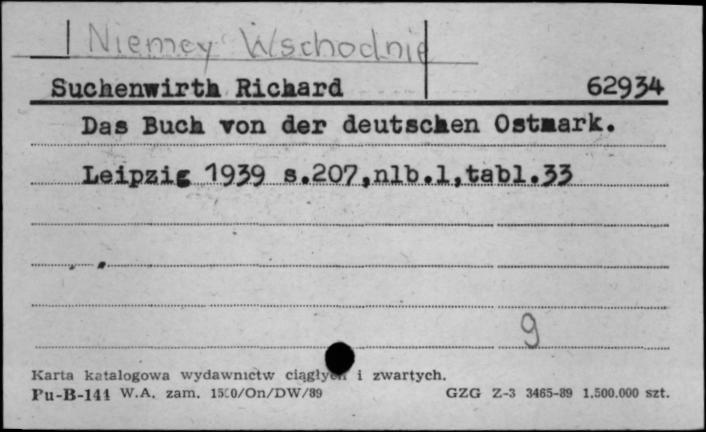 Niemcy Wschodnie
Suchenwirth Richard 62934
Das Buch von der deutschen Ostmark.
Leipzig 1939 s.207,nlb.1,tabl.33
9
Karta katalogowa wydawnictw ciągłych i zwartych.
Pu-B-144 W.A. zam. 1500/On/DW/89 GZG Z-3 3465-89 1.500.000 szt.